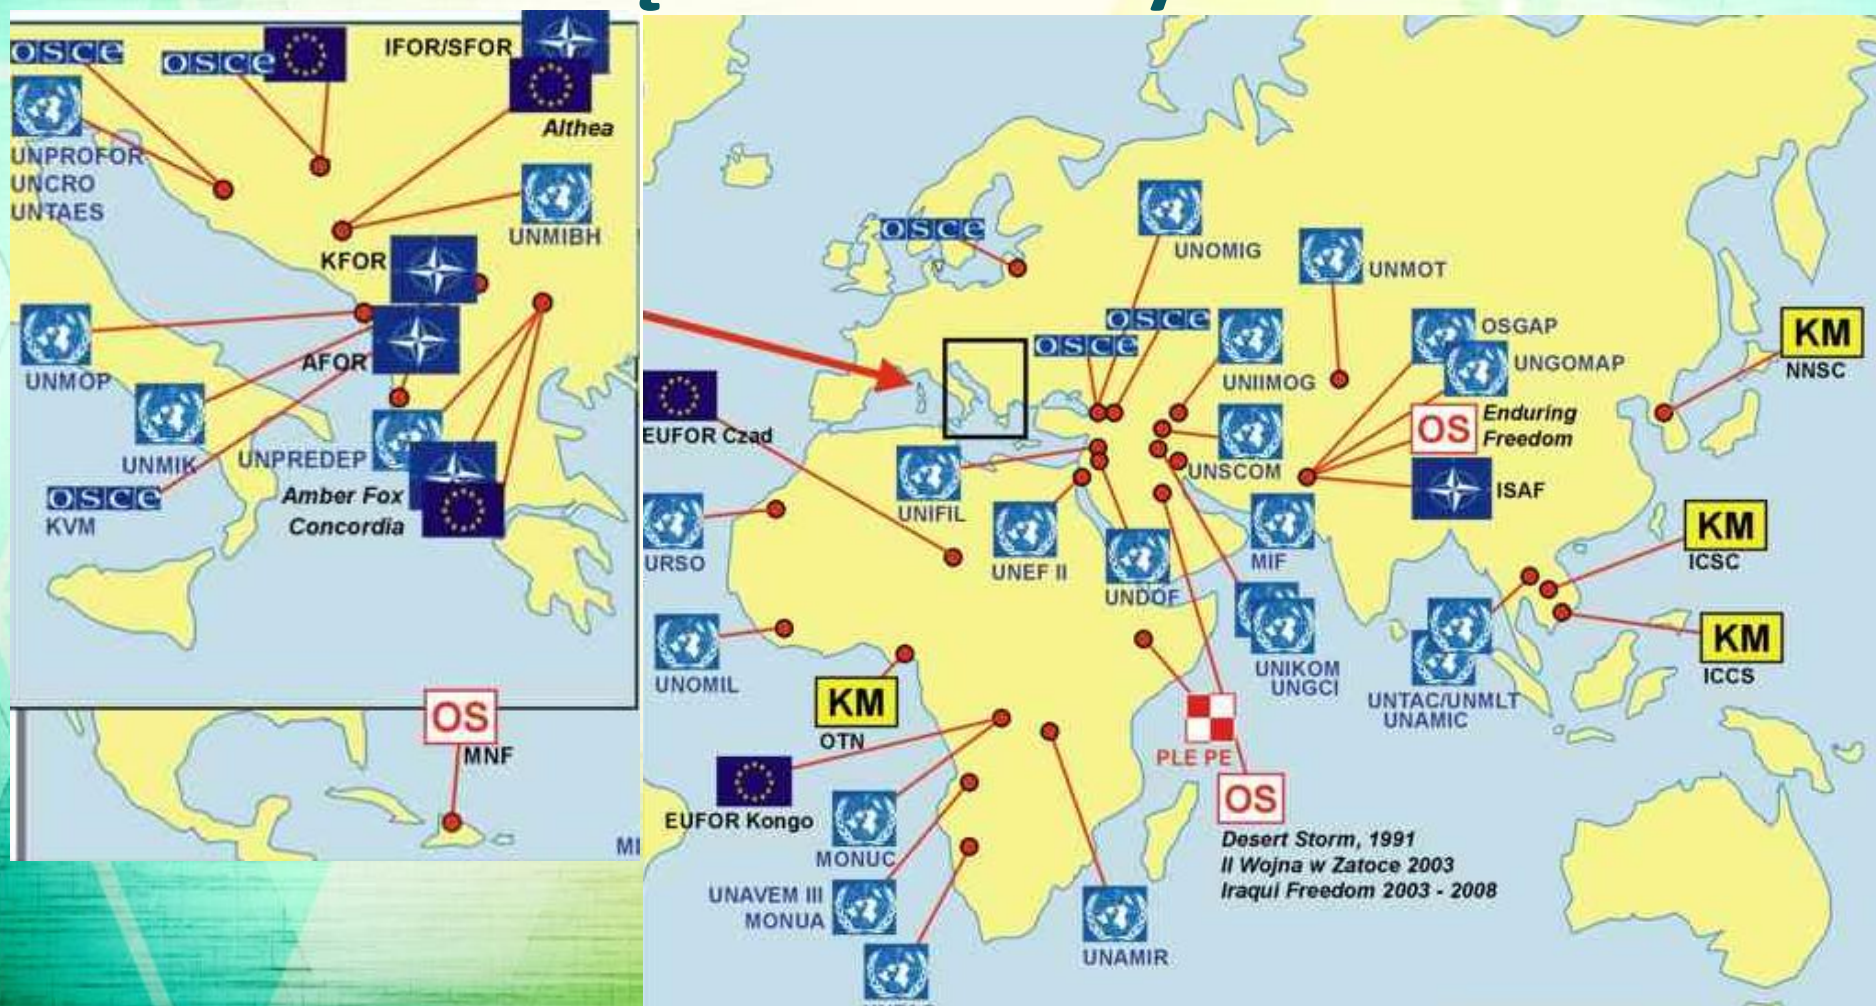 osce
osce
IFOR/SFOR
Althea
UNPROFOR
UNCRO
UNTAES
UNMIBH
KFOR
AFOR
UNMOP
UNMIK
UNPREDEP
osce
KVM
Amber Fox
Concordia
OS
MNF
osce
UNOMIG
UNMOT
osce
osce
OSGAP
UNGOMAP
KM
NNSC
UNIIMOG
OS
Enduring
Freedom
EUFOR Czad
UNSCOM
ISAF
UNIFIL
KM
ICSC
URSO
UNEF II
MIF
UNDOF
KM
ICCS
UNOMIL
UNIKOM
UNGCI
UNTAC/UNMLT
UNAMIC
KM
OTN
PLE PE
OS
EUFOR Kongo
Desert Storm, 1991
II Wojna w Zatoce 2003
Iraqui Freedom 2003 - 2008
MONUC
UNAVEM III
MONUA
UNAMIR